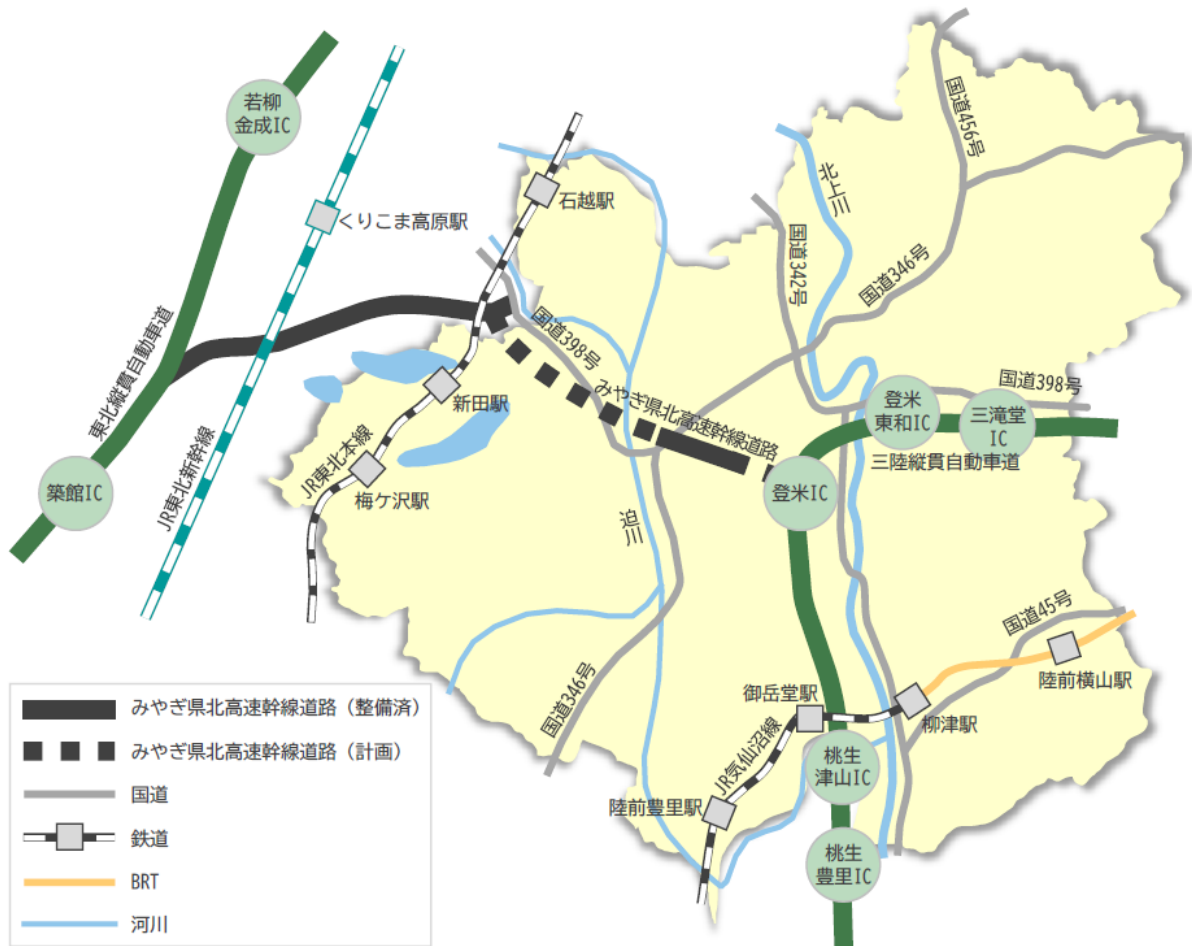 若柳
金成IC
くりこま高原駅
石越駅
国道456号
北上川
国道342号
国道346号
東北縦貫自動車道
国道398号
みやぎ県北高速幹線道路
新田駅
JR東北本線
梅ケ沢駅
築館IC
JR東北新幹線
国道398号
登米
東和IC
三滝堂
IC
三陸縦貫自動車道
登米IC
迫川
国道45号
陸前横山駅
御岳堂駅
柳津駅
国道346号
JR気仙沼線
桃生
津山IC
陸前豊里駅
桃生
豊里IC
みやぎ県北高速幹線道路（整備済）
みやぎ県北高速幹線道路（計画）
国道
鉄道
BRT
河川